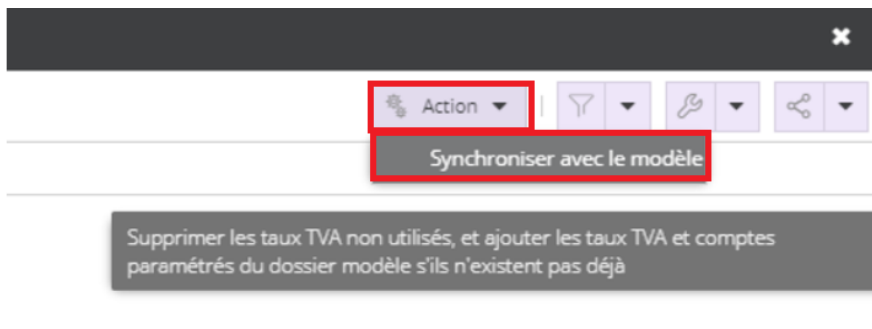 Action
Synchroniser avec le modèle
Supprimer les taux TVA non utilisés, et ajouter les taux TVA et comptes
paramétrés du dossier modèle s'ils n'existent pas déjà